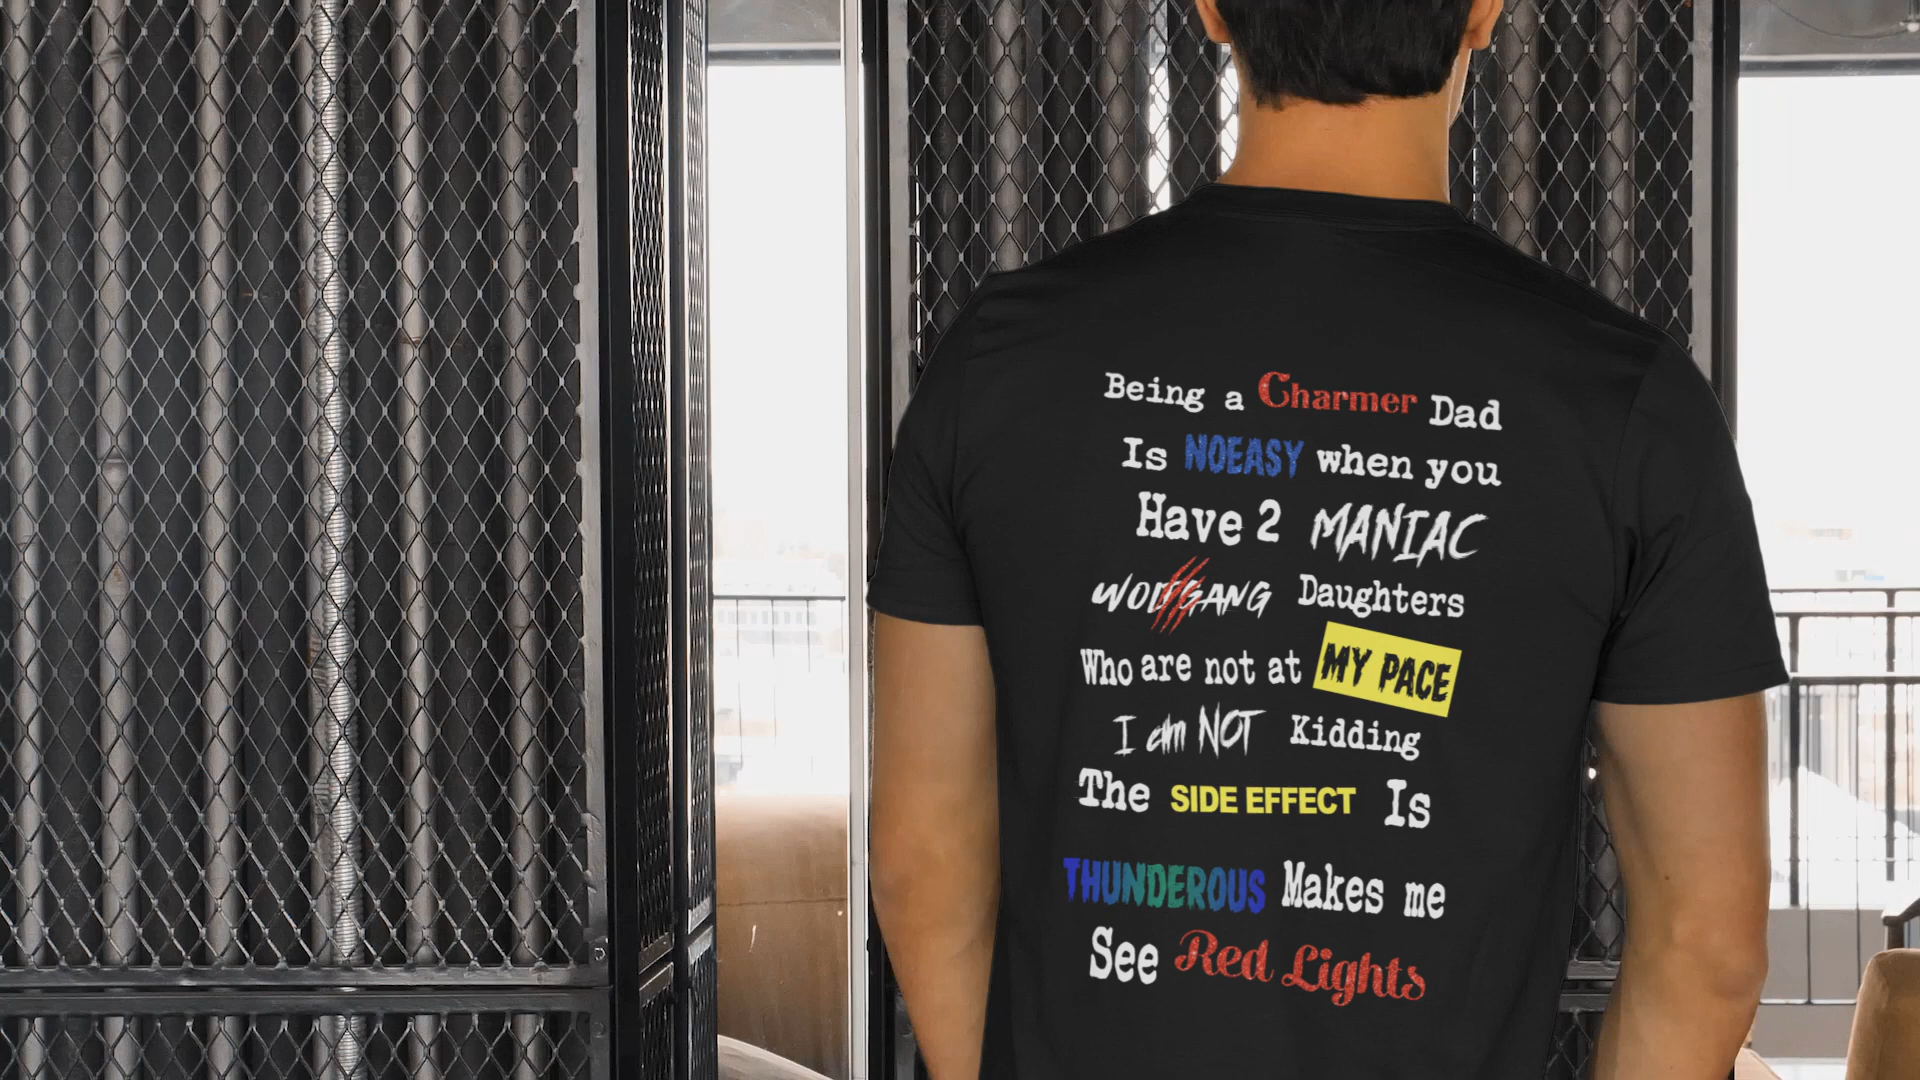 Being a Charmer Dad
Is NOEASY when you
Have 2 MANIAC
WOLFGANG Daughters
Who are not at MY PACE
I am NOT Kidding
The SIDE EFFECT Is
THUNDEROUS Makes me
See Red Lights